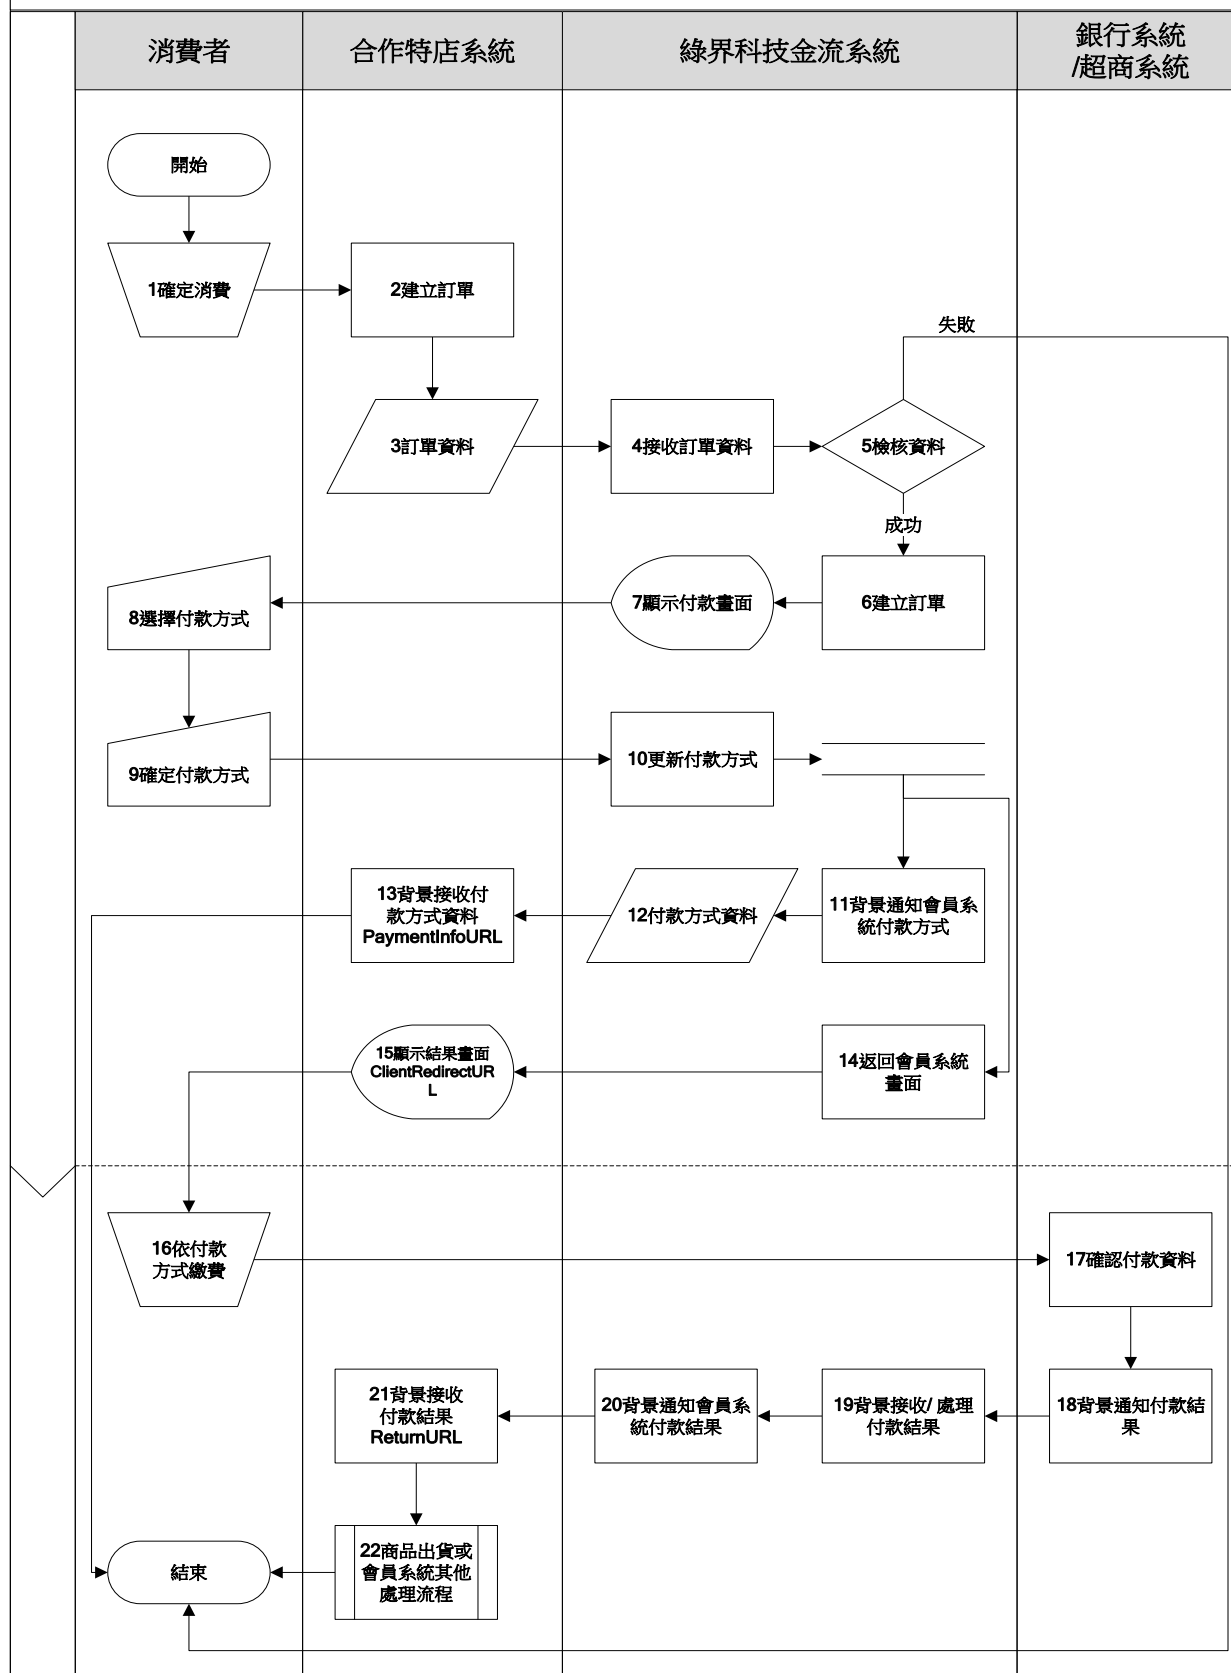 消費者
合作特店系統
綠界科技金流系統
銀行系統
/超商系統
開始
1確定消費
2建立訂單
失敗
3訂單資料
4接收訂單資料
5檢核資料
成功
8選擇付款方式
7顯示付款畫面
6建立訂單
9確定付款方式
10更新付款方式
13背景接收付
款方式資料
PaymentInfoURL
12付款方式資料
11背景通知會員系
統付款方式
15顯示結果畫面
ClientRedirectUR
L
14返回會員系統
畫面
16依付款
方式繳費
17確認付款資料
21背景接收
付款結果
ReturnURL
20背景通知會員系
統付款結果
19背景接收/ 處理
付款結果
18背景通知付款結
果
結束
22商品出貨或
會員系統其他
處理流程